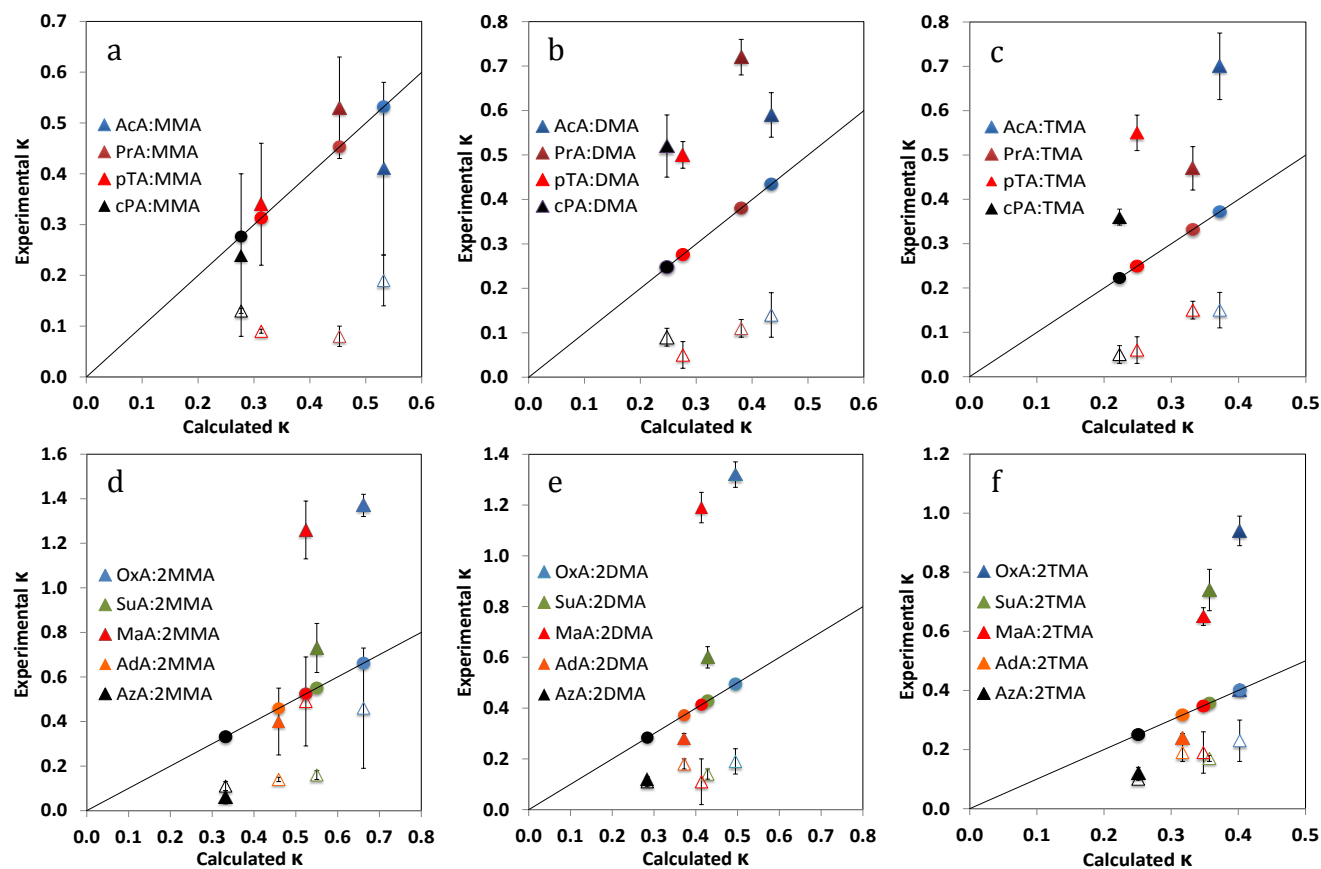 a
0.7
0.6
0.5
0.4
0.3
0.2
0.1
0.0
Experimental κ
AcA:MMA
PrA:MMA
pTA:MMA
cPA:MMA
0.0 0.1 0.2 0.3 0.4 0.5 0.6
Calculated κ
b
0.8
0.7
0.6
0.5
0.4
0.3
0.2
0.1
0.0
Experimental κ
AcA:DMA
PrA:DMA
pTA:DMA
cPA:DMA
0.0 0.1 0.2 0.3 0.4 0.5 0.6
Calculated κ
c
0.8
0.7
0.6
0.5
0.4
0.3
0.2
0.1
0.0
Experimental κ
AcA:TMA
PrA:TMA
pTA:TMA
cPA:TMA
0.0 0.1 0.2 0.3 0.4 0.5
Calculated κ
d
1.6
1.4
1.2
1.0
0.8
0.6
0.4
0.2
0.0
Experimental κ
OxA:2MMA
SuA:2MMA
MaA:2MMA
AdA:2MMA
AzA:2MMA
0.0 0.1 0.2 0.3 0.4 0.5 0.6 0.7 0.8
Calculated κ
e
1.4
1.2
1.0
0.8
0.6
0.4
0.2
0.0
Experimental κ
OxA:2DMA
SuA:2DMA
MaA:2DMA
AdA:2DMA
AzA:2DMA
0.0 0.1 0.2 0.3 0.4 0.5 0.6 0.7 0.8
Calculated κ
f
1.2
1.0
0.8
0.6
0.4
0.2
0.0
Experimental κ
OxA:2TMA
SuA:2TMA
MaA:2TMA
AdA:2TMA
AzA:2TMA
0.0 0.1 0.2 0.3 0.4 0.5
Calculated κ